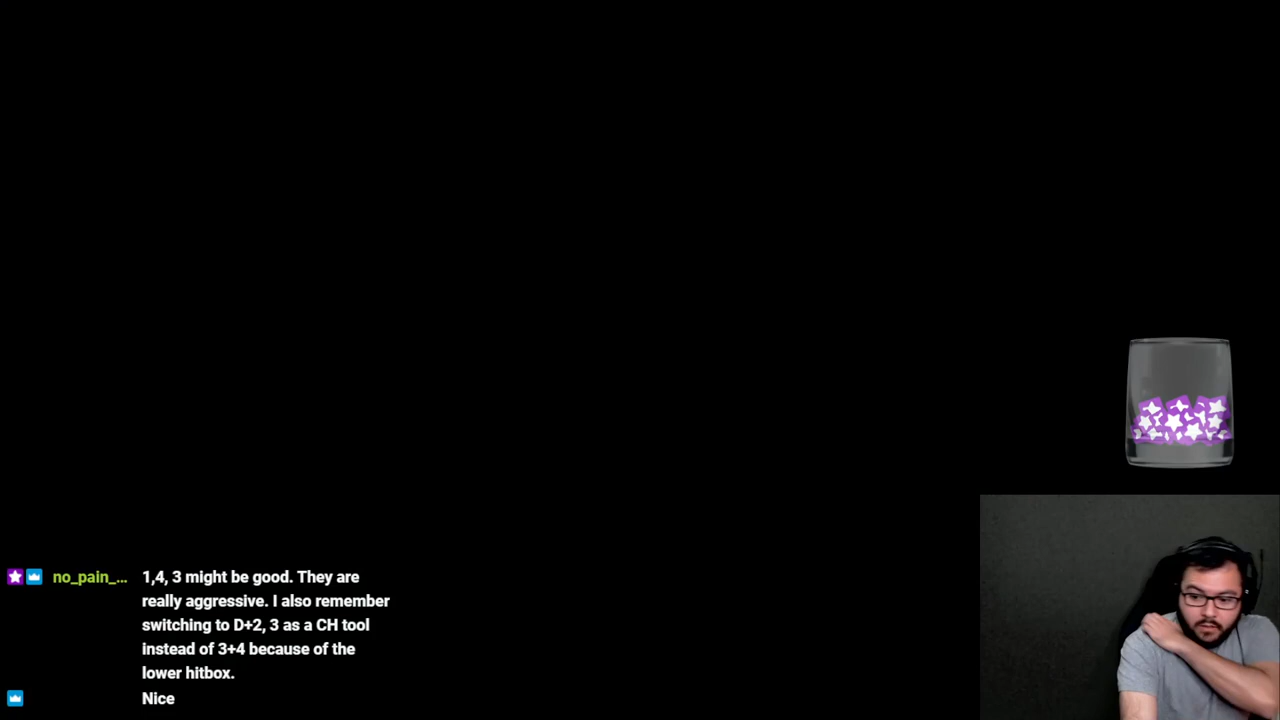 no_pain_... 1,4, 3 might be good. They are
really aggressive. I also remember
switching to D+2, 3 as a CH tool
instead of 3+4 because of the
lower hitbox.
Nice